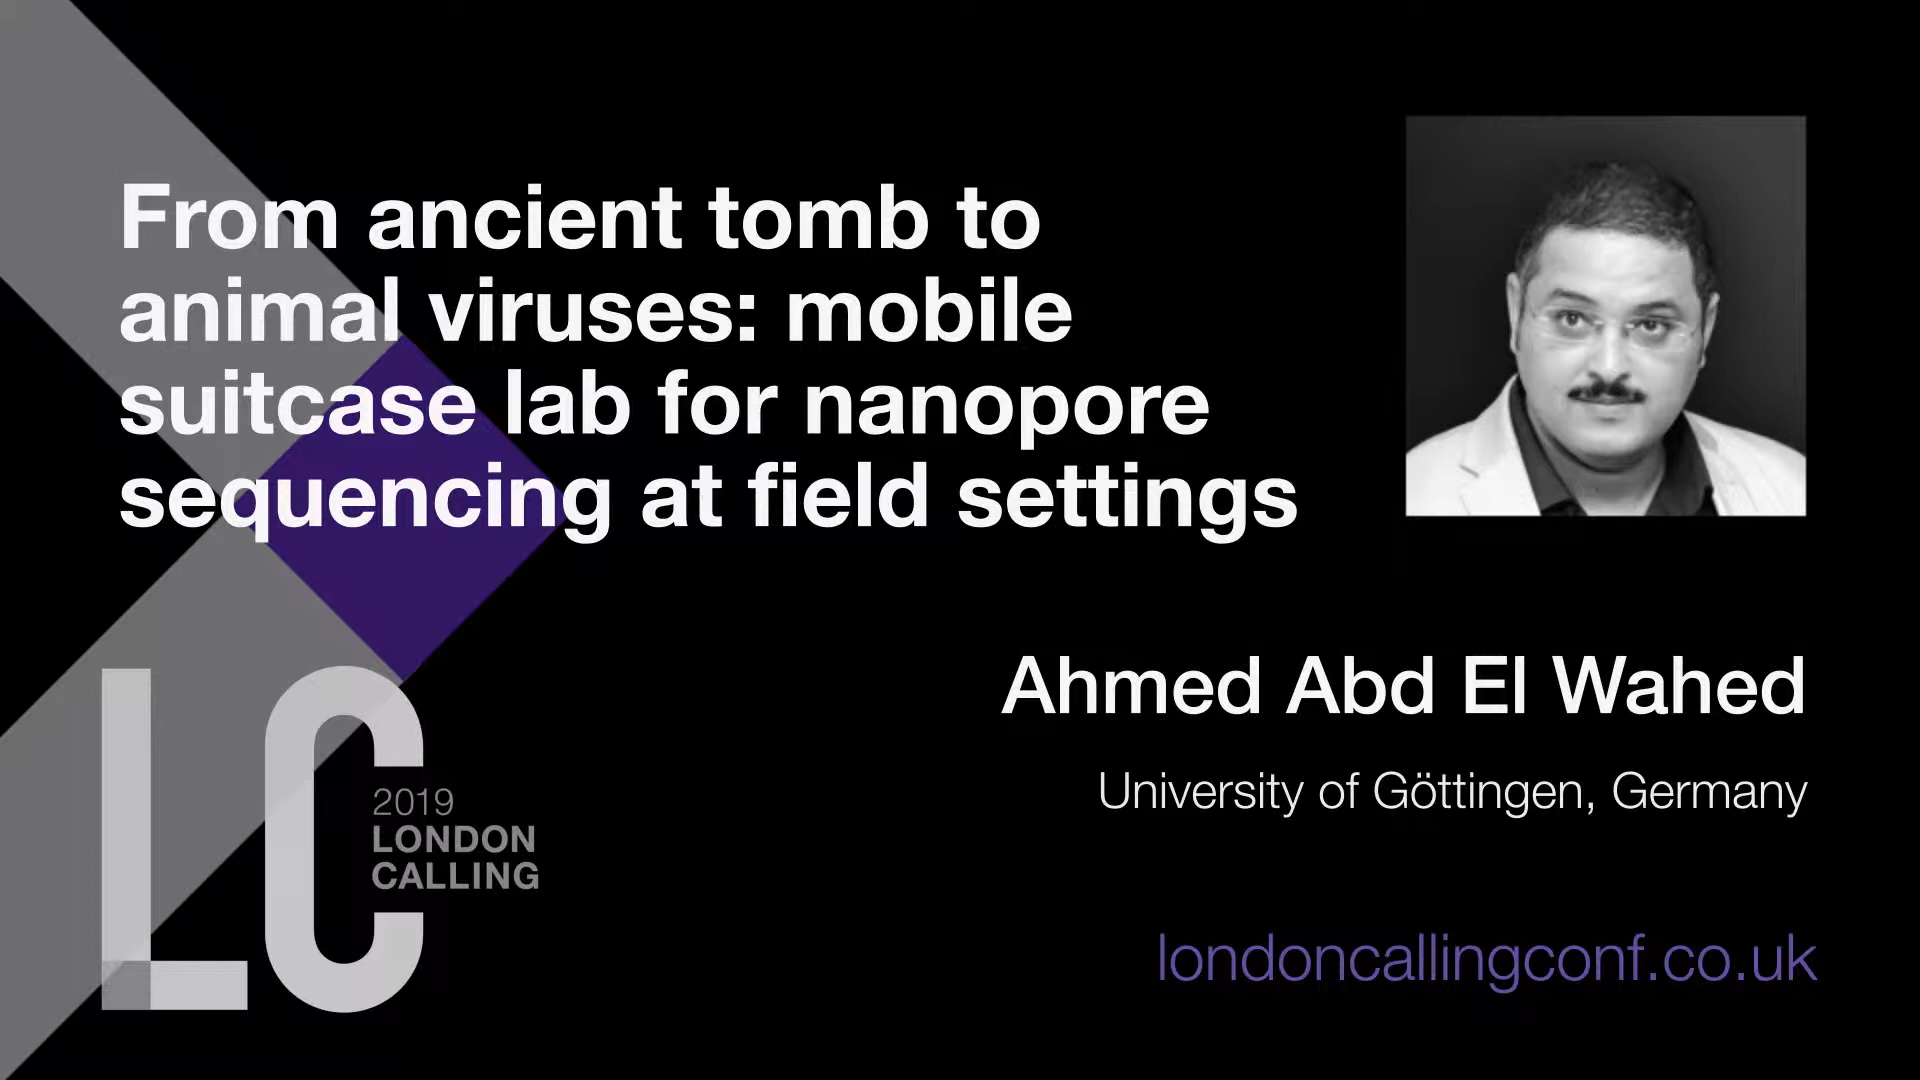 From ancient tomb to
animal viruses: mobile
suitcase lab for nanopore
sequencing at field settings
Ahmed Abd El Wahed
University of Göttingen, Germany
LC
2019
LONDON
CALLING
londoncallingconf.co.uk